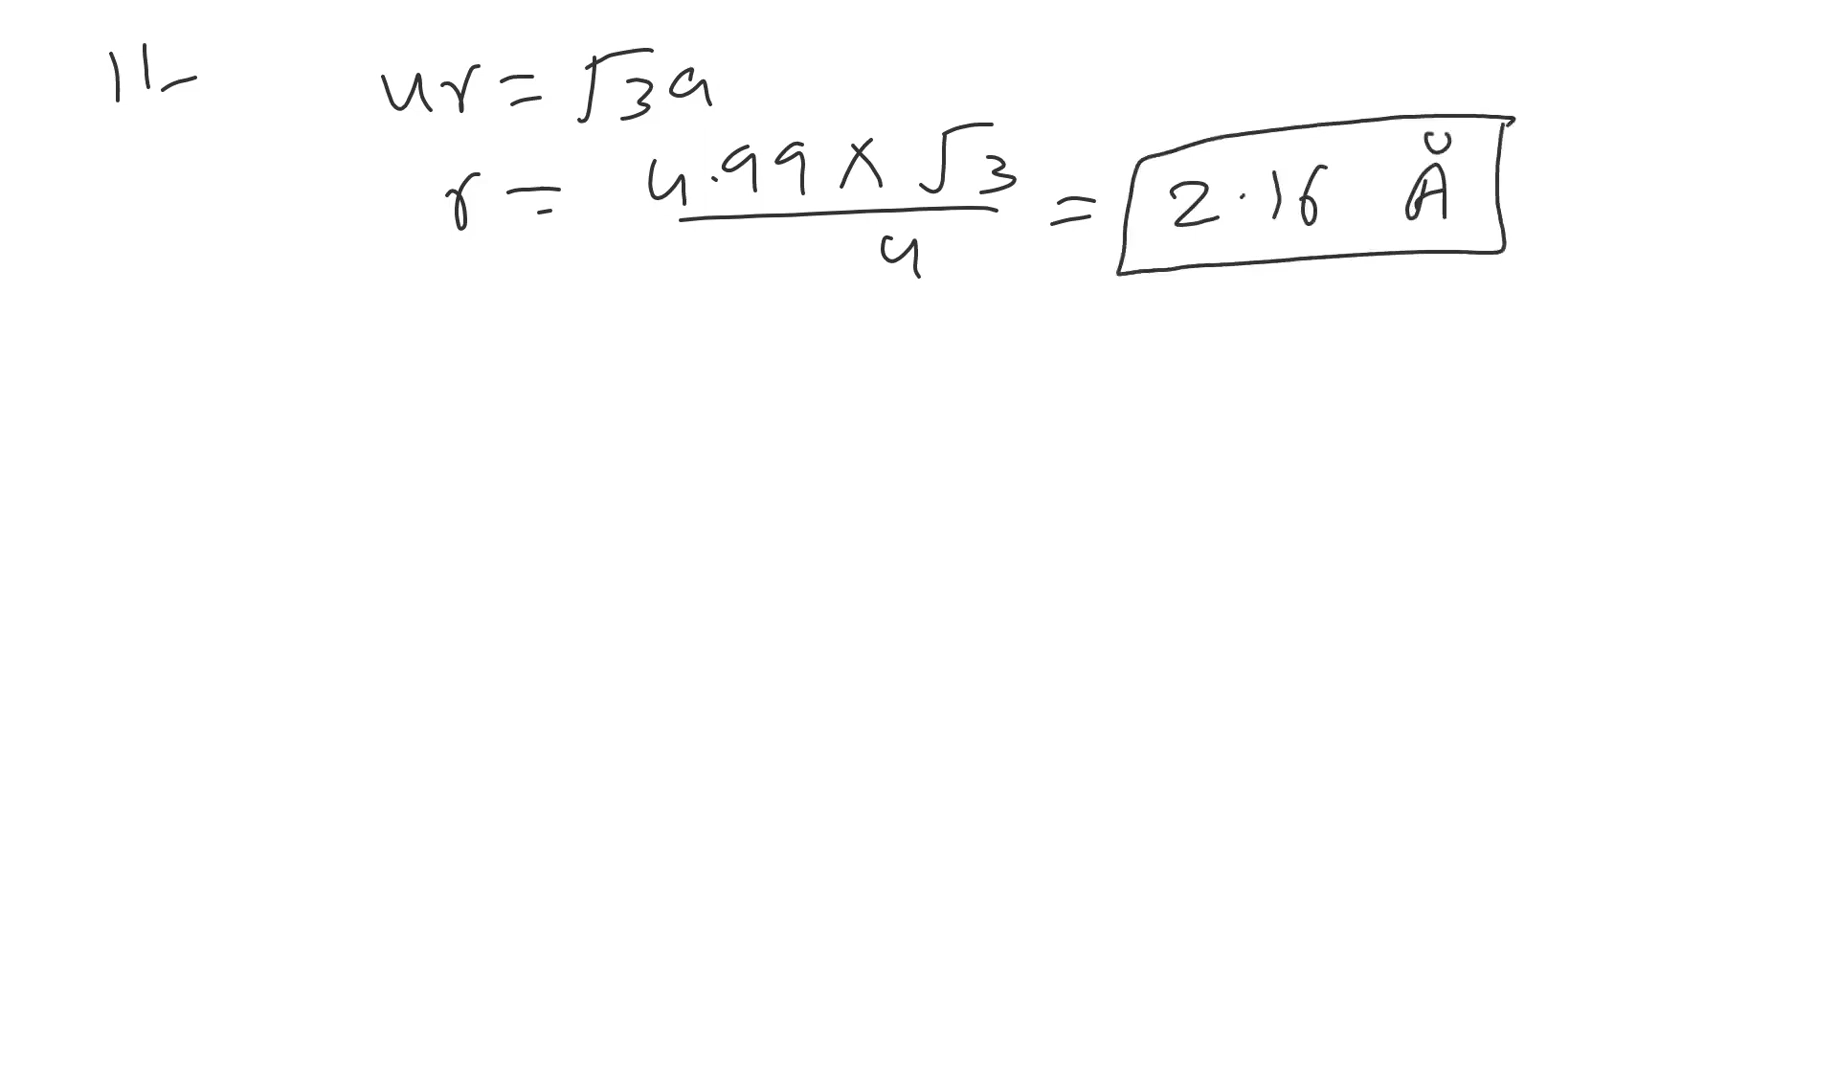 11- 4r = √3a
r = 4.99 × √3 / 4 = 2.16 Å